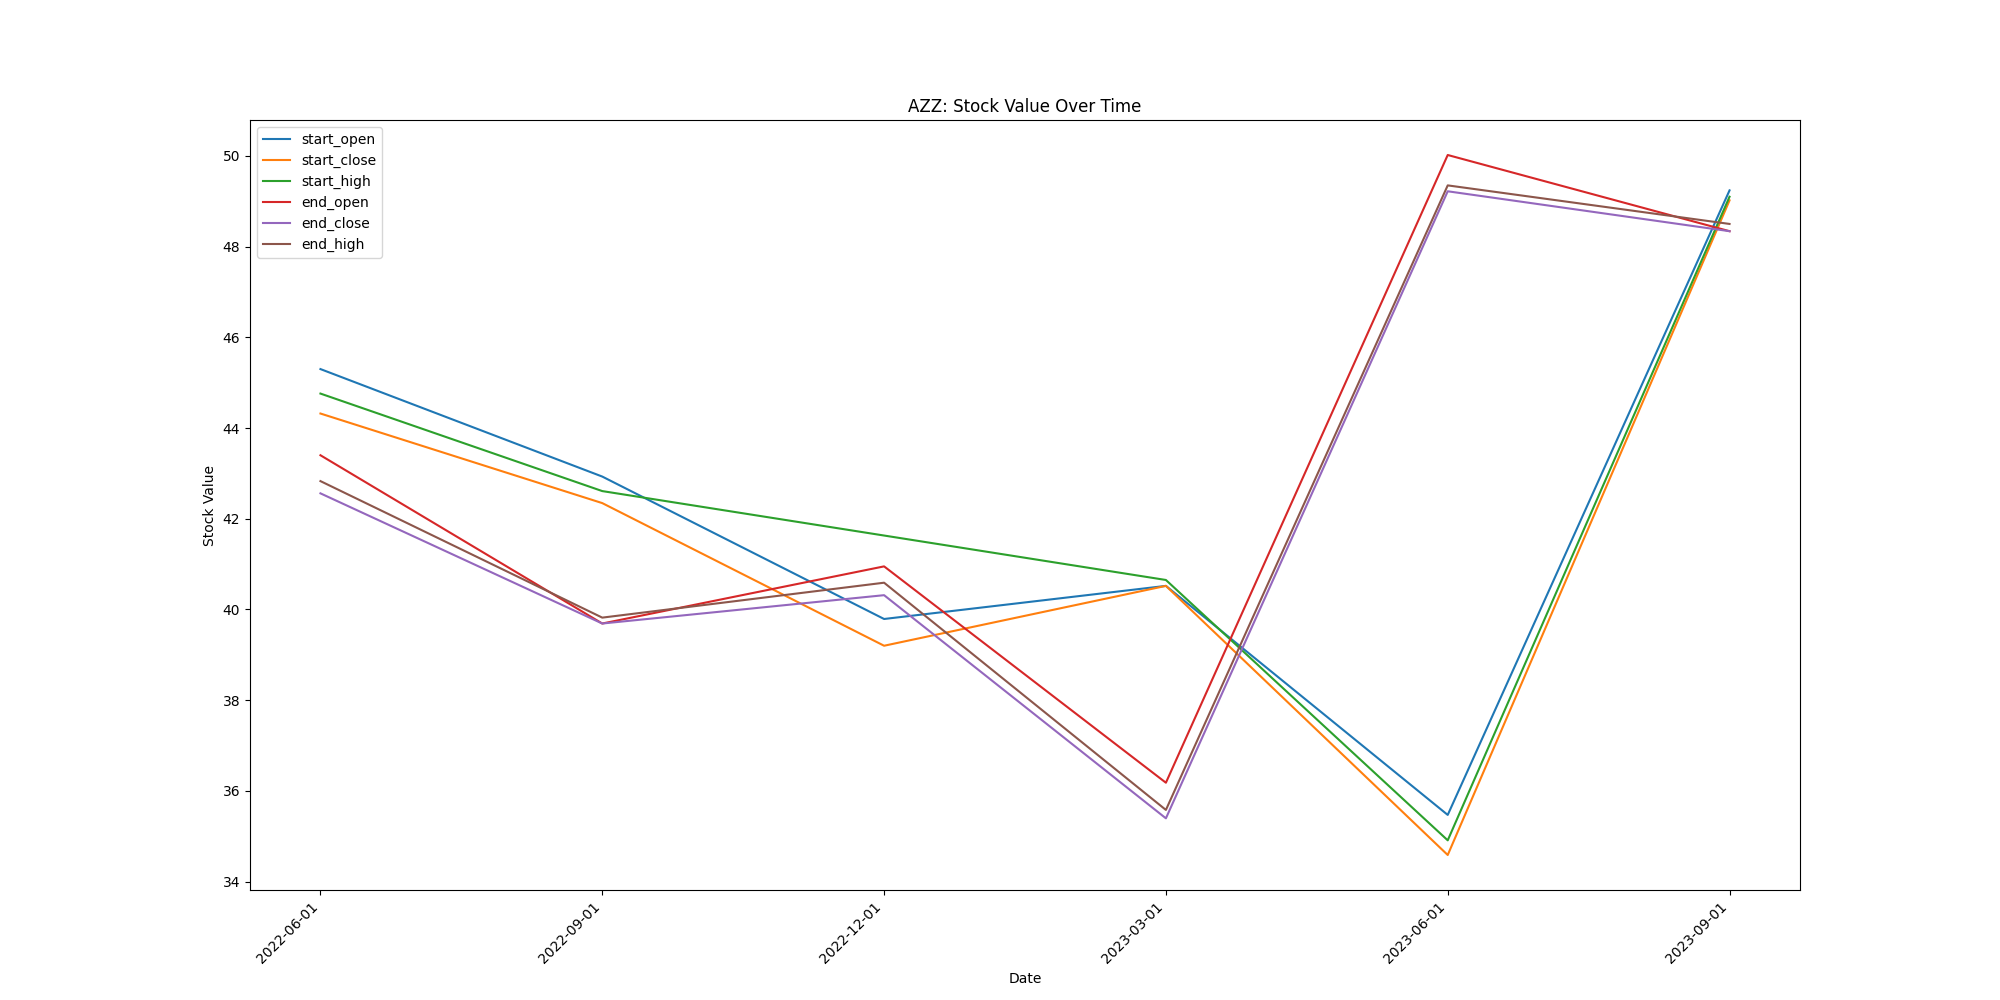 AZZ: Stock Value Over Time
start_open
start_close
start_high
end_open
end_close
end_high
50
48
46
44
42
40
38
36
34
Stock Value
2022-06-01
2022-09-01
2022-12-01
2023-03-01
2023-06-01
2023-09-01
Date